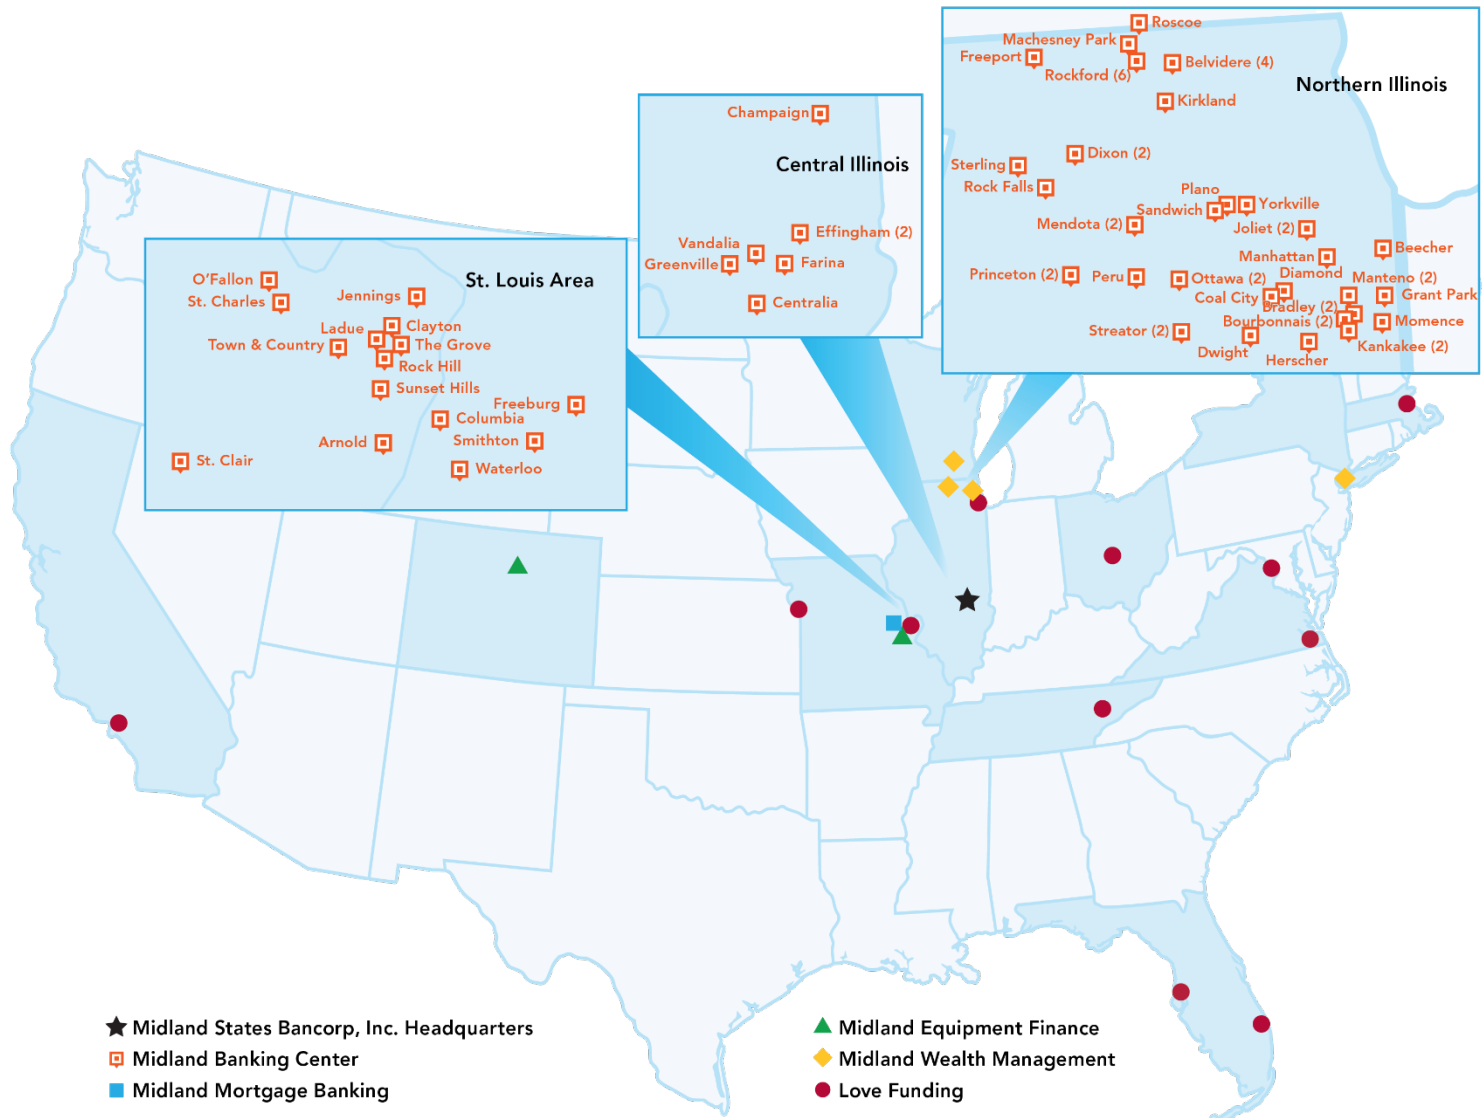 Roscoe
Machesney Park
Freeport
Rockford (6)
Belvidere (4)
Northern Illinois
Kirkland
Dixon (2)
Sterling
Rock Falls
Plano
Yorkville
Sandwich
Mendota (2)
Joliet (2)
Beecher
Manhattan
Princeton (2)
Peru
Ottawa (2)
Diamond
Manteno (2)
Coal City
Grant Park
Bradley (2)
Bourbonnais (2)
Momence
Streator (2)
Dwight
Herscher
Kankakee (2)
Champaign
Central Illinois
Effingham (2)
Vandalia
Greenville
Farina
Centralia
St. Louis Area
O'Fallon
St. Charles
Jennings
Ladue
Clayton
Town & Country
The Grove
Rock Hill
Sunset Hills
Freeburg
Columbia
Arnold
Smithton
St. Clair
Waterloo
Midland States Bancorp, Inc. Headquarters
Midland Banking Center
Midland Mortgage Banking
Midland Equipment Finance
Midland Wealth Management
Love Funding